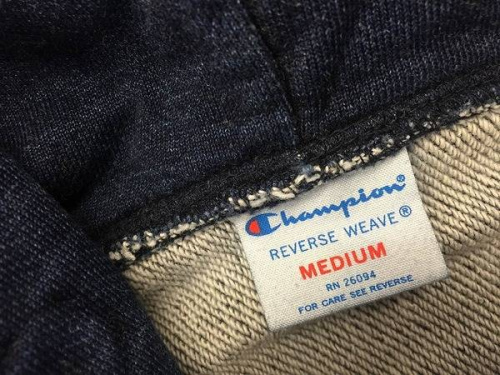 Champion®
REVERSE WEAVE®
MEDIUM
RN 26094
FOR CARE SEE REVERSE